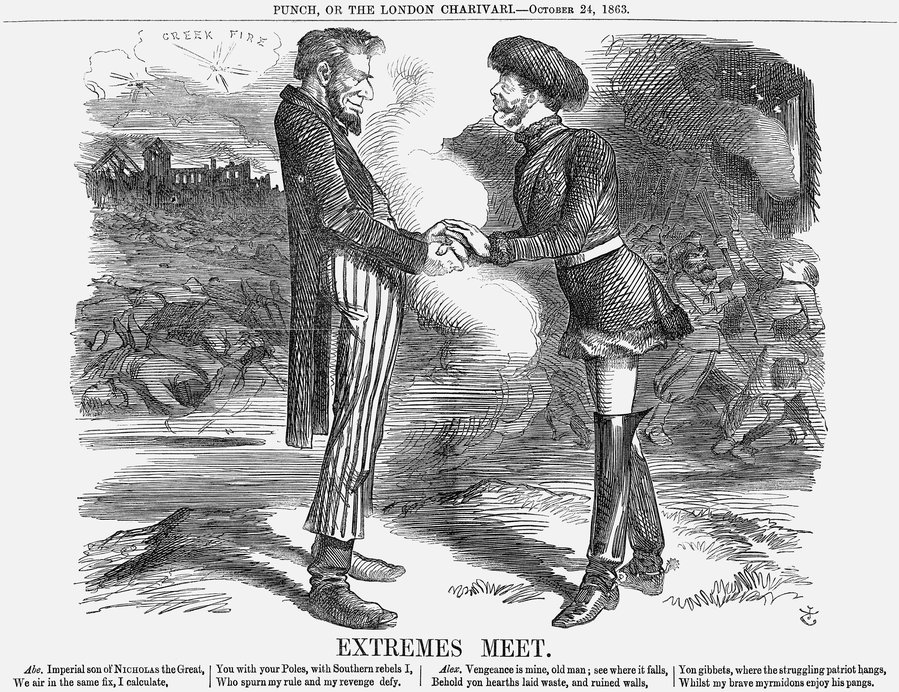 PUNCH, OR THE LONDON CHARIVARI.—October 24, 1863.
GREEK FIRE
EXTREMES MEET.
Abe. Imperial son of Nicholas the Great,
We air in the same fix, I calculate,
You with your Poles, with Southern rebels I,
Who spurn my rule and my revenge defy.
Alex. Vengeance is mine, old man; see where it falls,
Behold yon hearths laid waste, and ruined walls,
Yon gibbets, where the struggling patriot hangs,
Whilst my brave myrmidons enjoy his pangs.